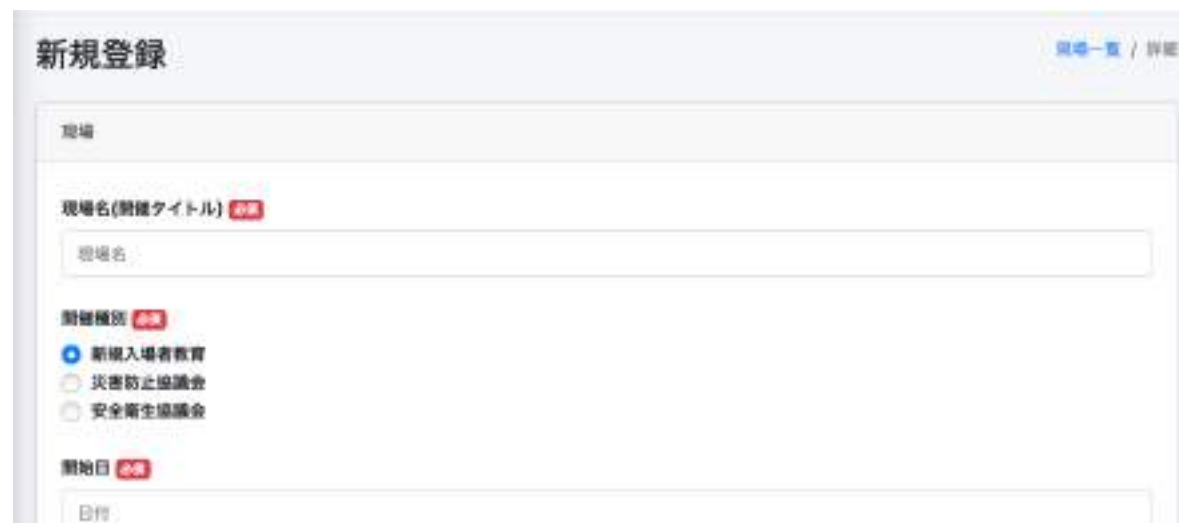 新規登録
現場一覧 / 詳細
現場
現場名(開催タイトル) 必須
現場名
開催種別 必須
新規入場者教育
災害防止協議会
安全衛生協議会
開始日 必須
日付